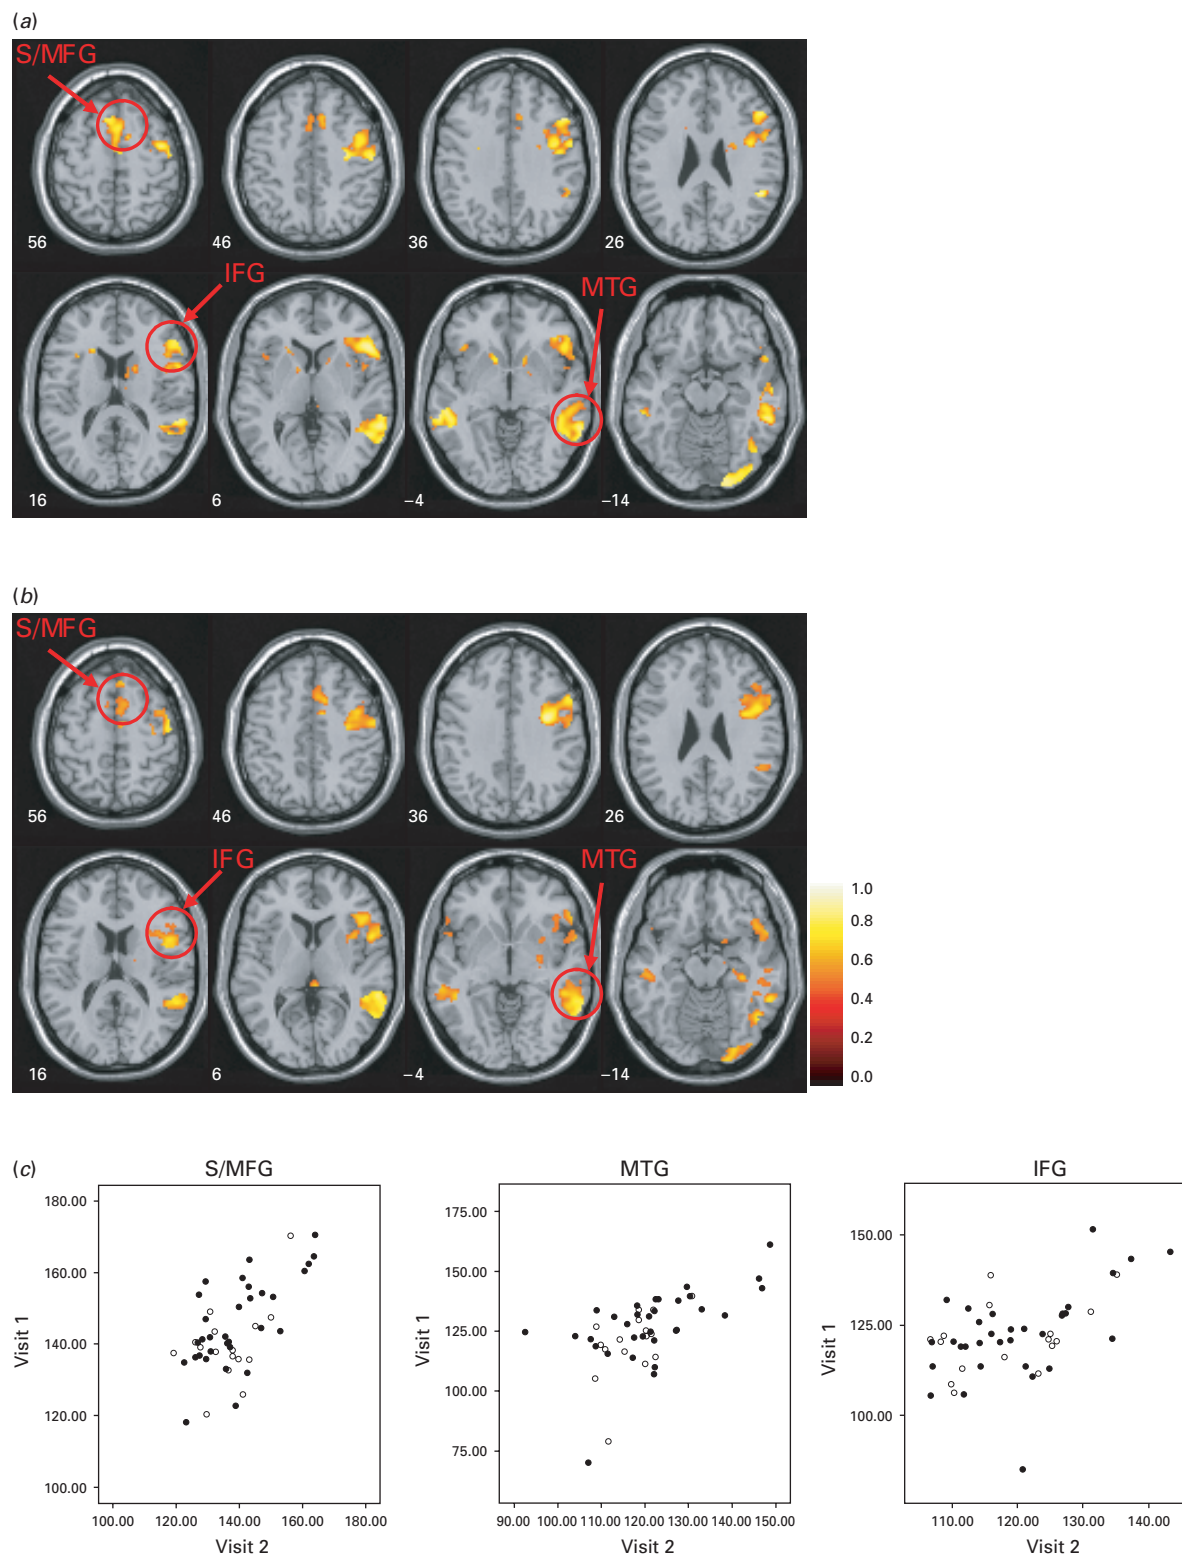 (a)
S/MFG
56
46
36
26
IFG
MTG
16
6
−4
−14
(b)
S/MFG
56
46
36
26
IFG
MTG
16
6
−4
−14
1.0
0.8
0.6
0.4
0.2
0.0
(c)
S/MFG
MTG
IFG
Visit 1
180.00
160.00
140.00
120.00
100.00
100.00 120.00 140.00 160.00 180.00
Visit 2
Visit 1
175.00
150.00
125.00
100.00
75.00
90.00 100.00 110.00 120.00 130.00 140.00 150.00
Visit 2
Visit 1
150.00
125.00
100.00
110.00 120.00 130.00 140.00
Visit 2